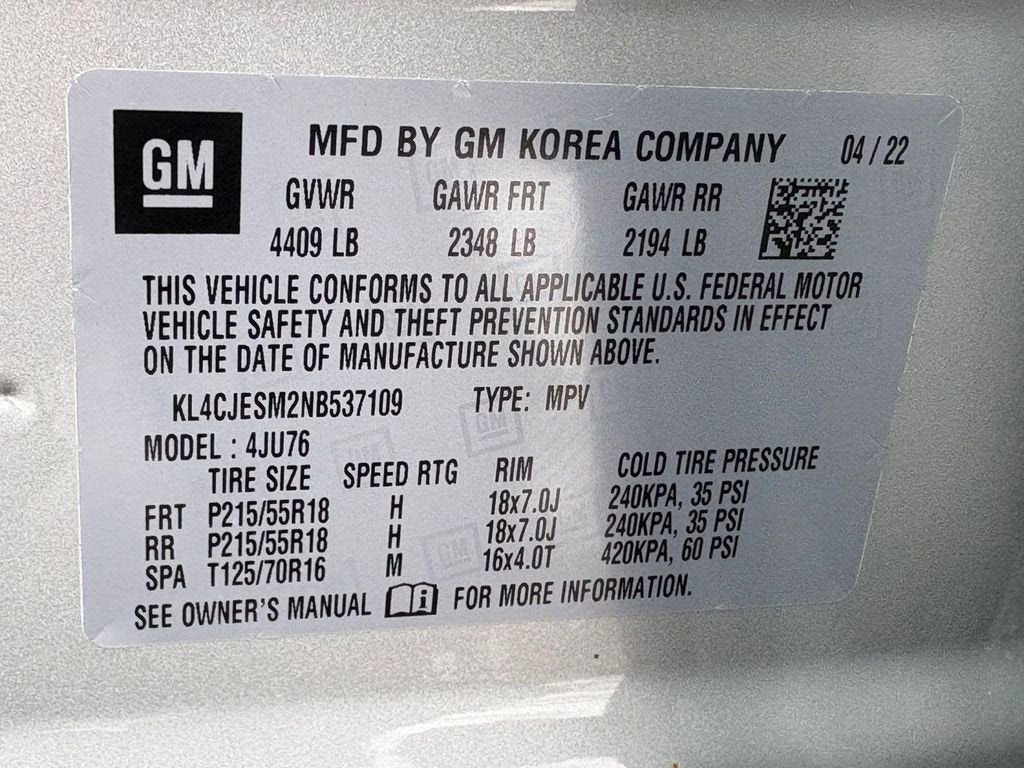 GM
MFD BY GM KOREA COMPANY 04 / 22
GVWR GAWR FRT GAWR RR
4409 LB 2348 LB 2194 LB
THIS VEHICLE CONFORMS TO ALL APPLICABLE U.S. FEDERAL MOTOR
VEHICLE SAFETY AND THEFT PREVENTION STANDARDS IN EFFECT
ON THE DATE OF MANUFACTURE SHOWN ABOVE.
KL4CJESM2NB537109 TYPE: MPV
MODEL : 4JU76
TIRE SIZE SPEED RTG RIM COLD TIRE PRESSURE
FRT P215/55R18 H 18x7.0J 240KPA, 35 PSI
RR P215/55R18 H 18x7.0J 240KPA, 35 PSI
SPA T125/70R16 M 16x4.0T 420KPA, 60 PSI
SEE OWNER'S MANUAL i FOR MORE INFORMATION.